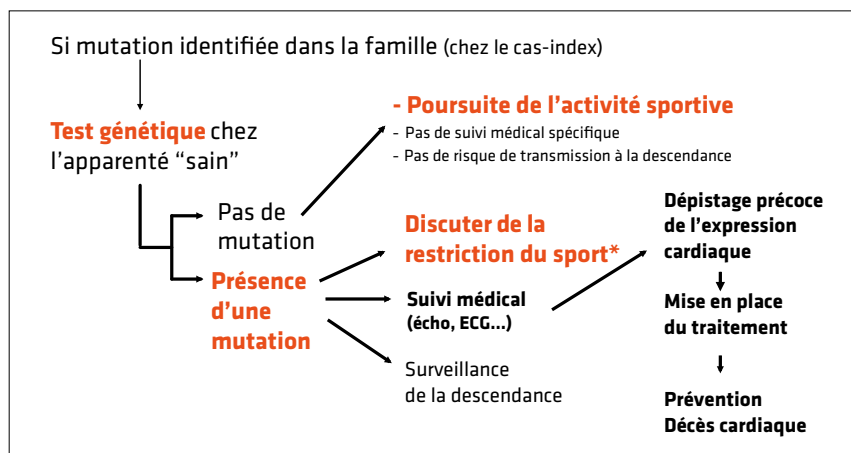 Si mutation identifiée dans la famille (chez le cas-index)
Test génétique chez
l’apparenté “sain”
- Poursuite de l’activité sportive
- Pas de suivi médical spécifique
- Pas de risque de transmission à la descendance
Pas de
mutation
Présence
d’une
mutation
Discuter de la
restriction du sport*
Suivi médical
(écho, ECG...)
Surveillance
de la descendance
Dépistage précoce
de l’expression
cardiaque
Mise en place
du traitement
Prévention
Décès cardiaque